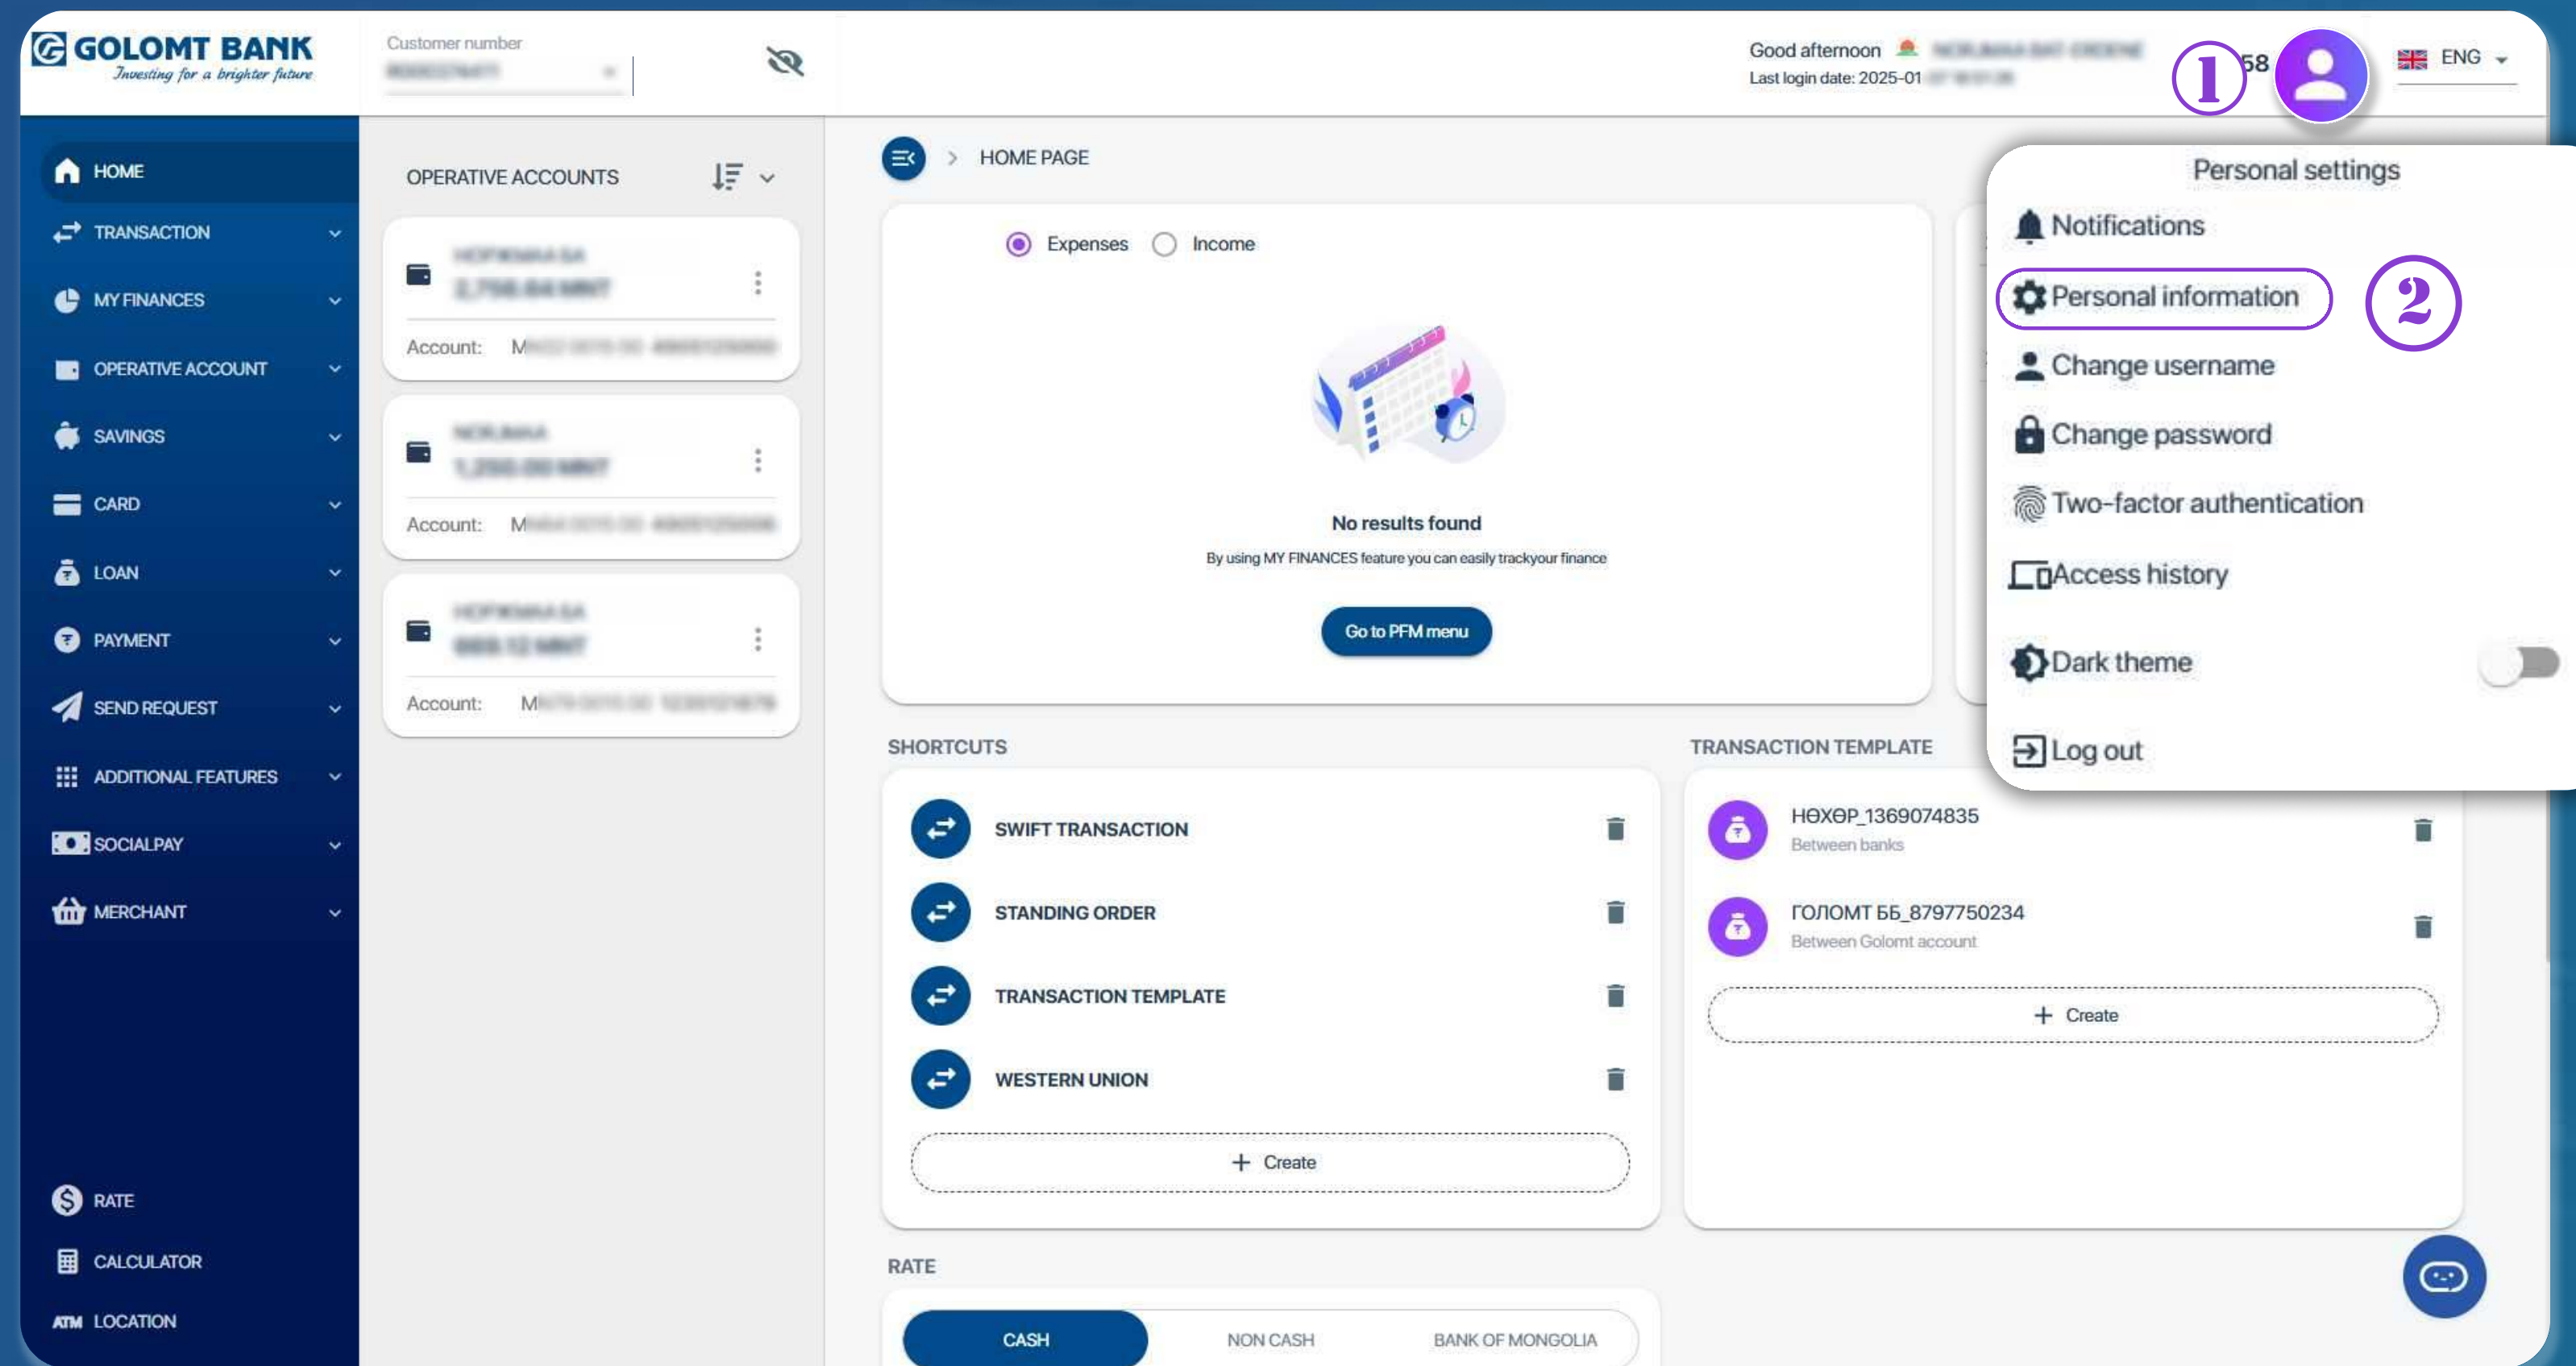 GOLOMT BANK
Investing for a brighter future
Customer number
Good afternoon
Last login date: 2025-01
1
58
ENG
HOME
TRANSACTION
MY FINANCES
OPERATIVE ACCOUNT
SAVINGS
CARD
LOAN
PAYMENT
SEND REQUEST
ADDITIONAL FEATURES
SOCIALPAY
MERCHANT
RATE
CALCULATOR
ATM LOCATION
OPERATIVE ACCOUNTS
Account: M
Account: M
Account: M
HOME PAGE
Expenses
Income
No results found
By using MY FINANCES feature you can easily trackyour finance
Go to PFM menu
Personal settings
Notifications
Personal information
2
Change username
Change password
Two-factor authentication
Access history
Dark theme
Log out
SHORTCUTS
SWIFT TRANSACTION
STANDING ORDER
TRANSACTION TEMPLATE
WESTERN UNION
+ Create
TRANSACTION TEMPLATE
НӨХӨР_1369074835
Between banks
ГОЛОМТ ББ_8797750234
Between Golomt account
+ Create
RATE
CASH
NON CASH
BANK OF MONGOLIA